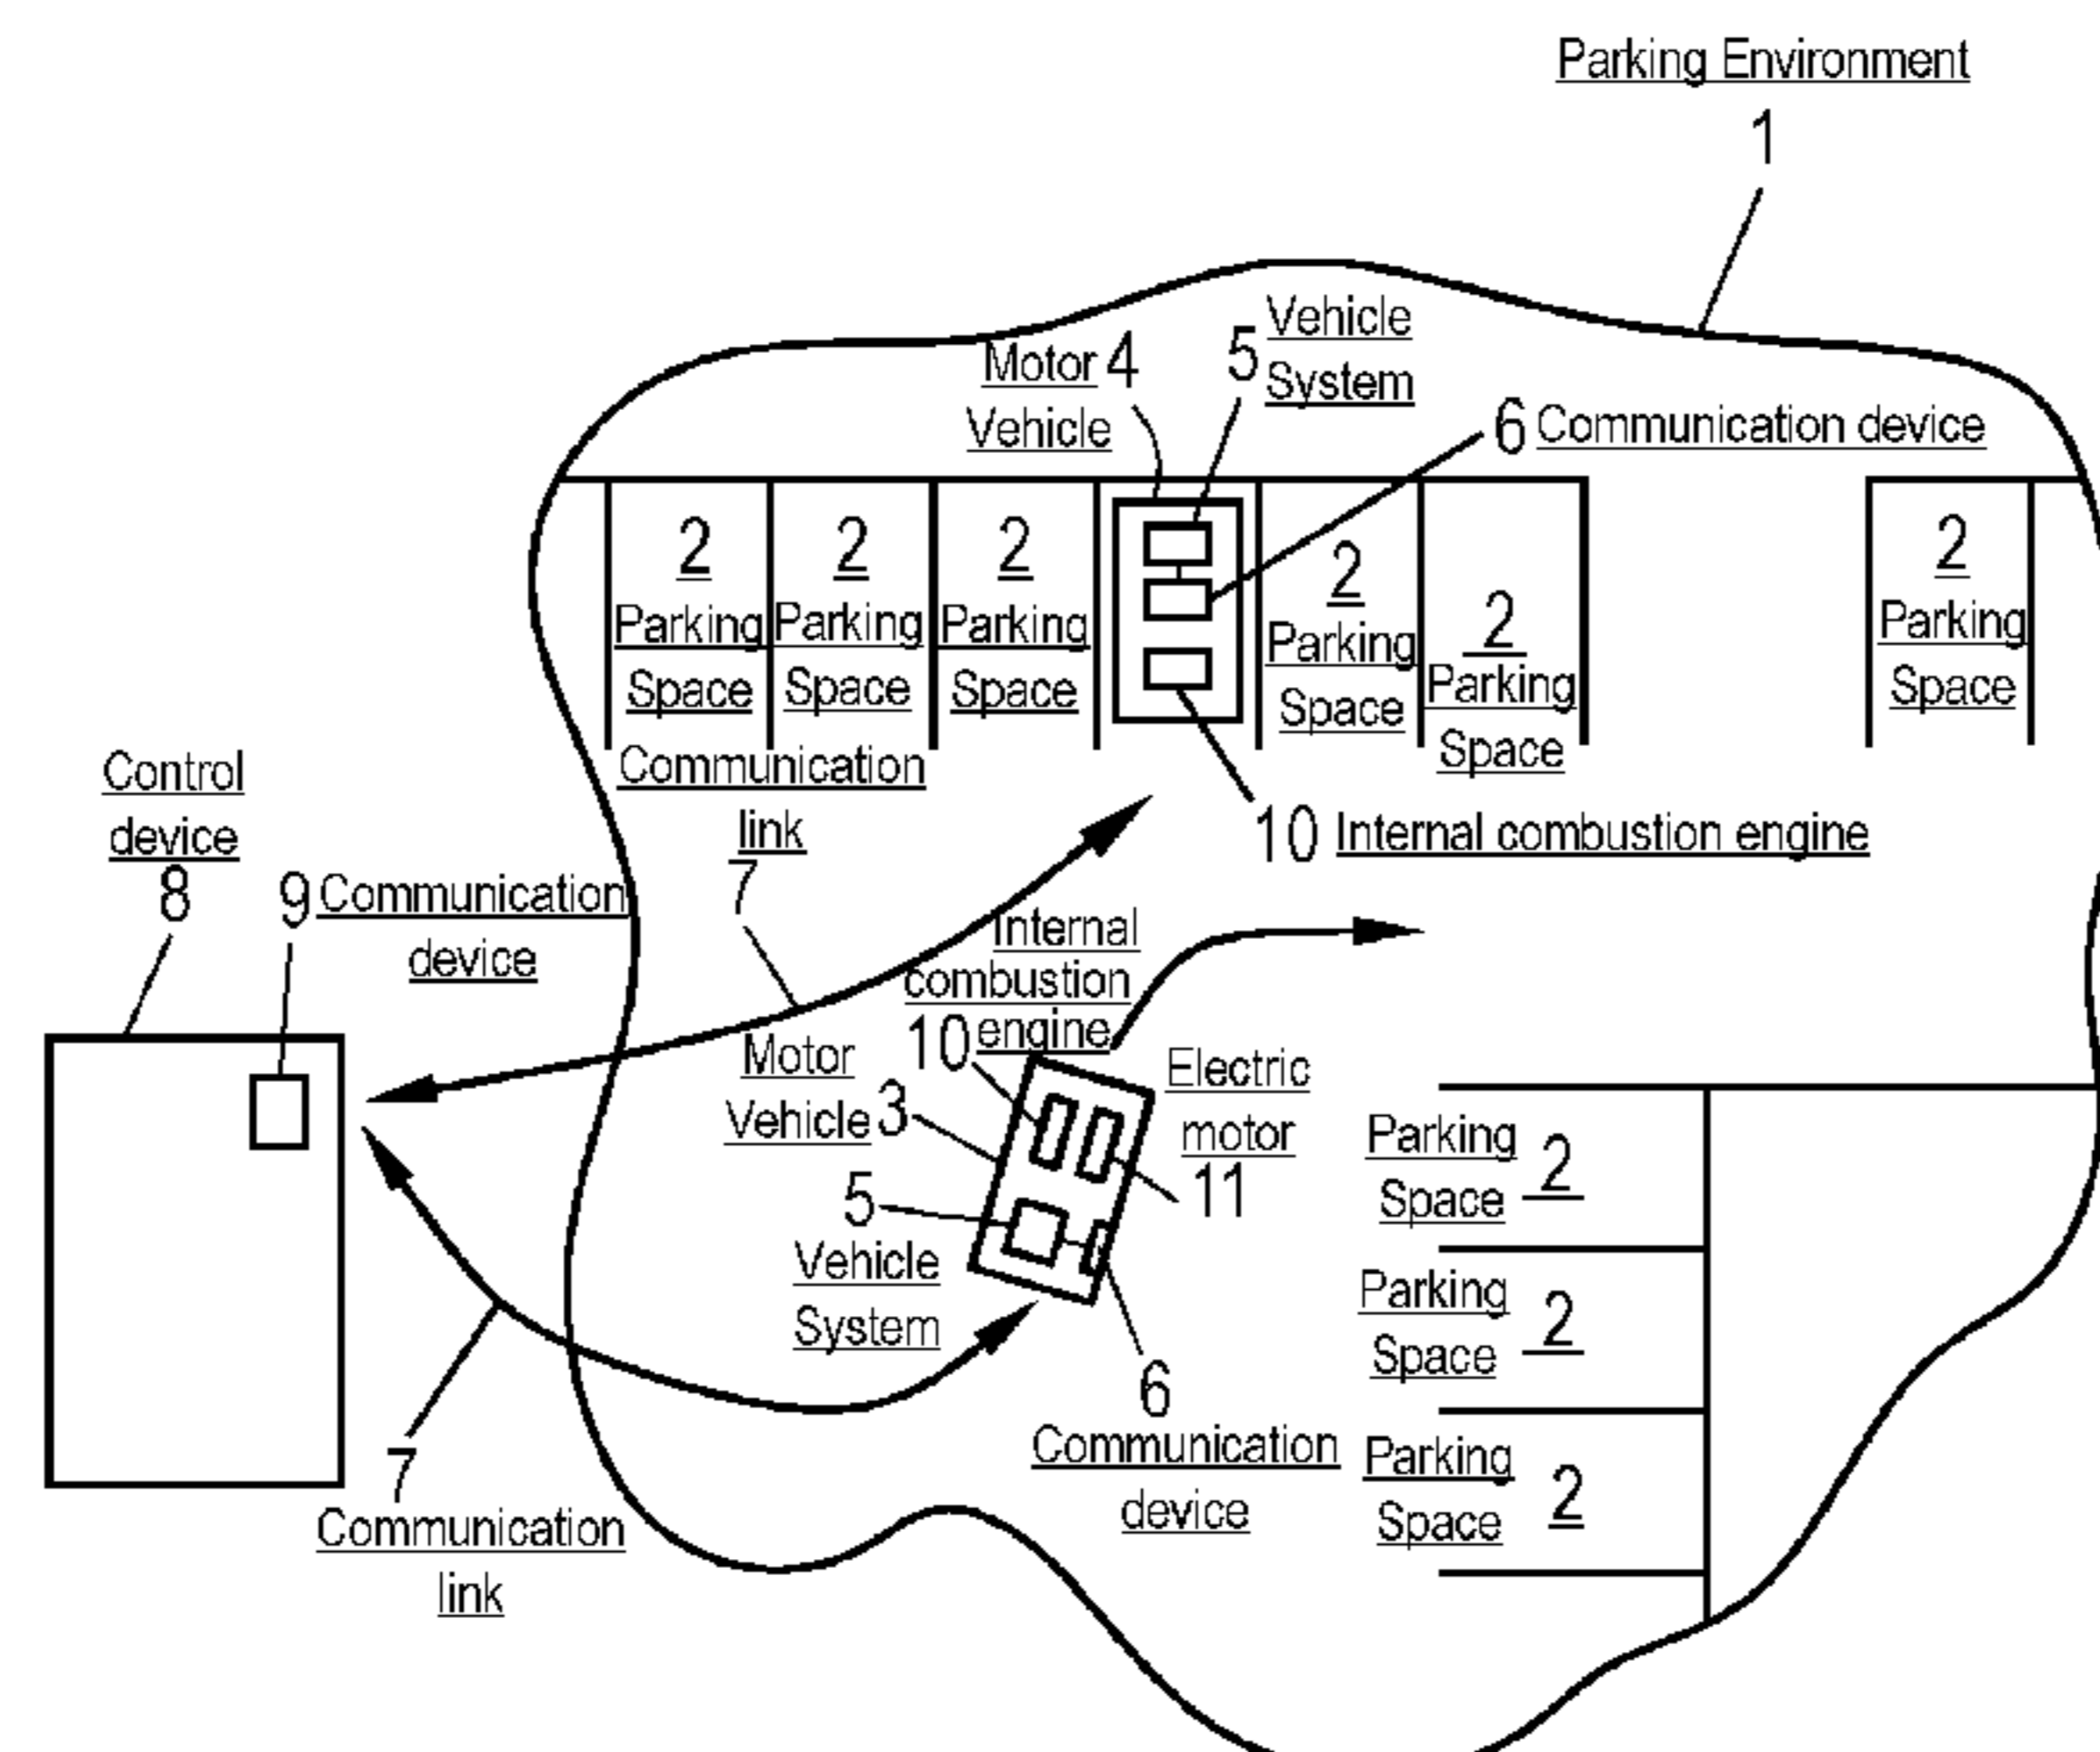 Parking Environment
1
Vehicle
Motor 4 5 System
Vehicle
6 Communication device
2 2 2 2 2 2
Parking Parking Parking Parking Parking Parking
Space Space Space Space Space Space
Communication
link
7
10 Internal combustion engine
Control
device
8
9 Communication
device
Internal
combustion
engine
10
Motor
Vehicle 3
Electric
motor
11
5
Vehicle
System
6
Communication
device
7
Communication
link
Parking
Space 2
Parking
Space 2
Parking
Space 2